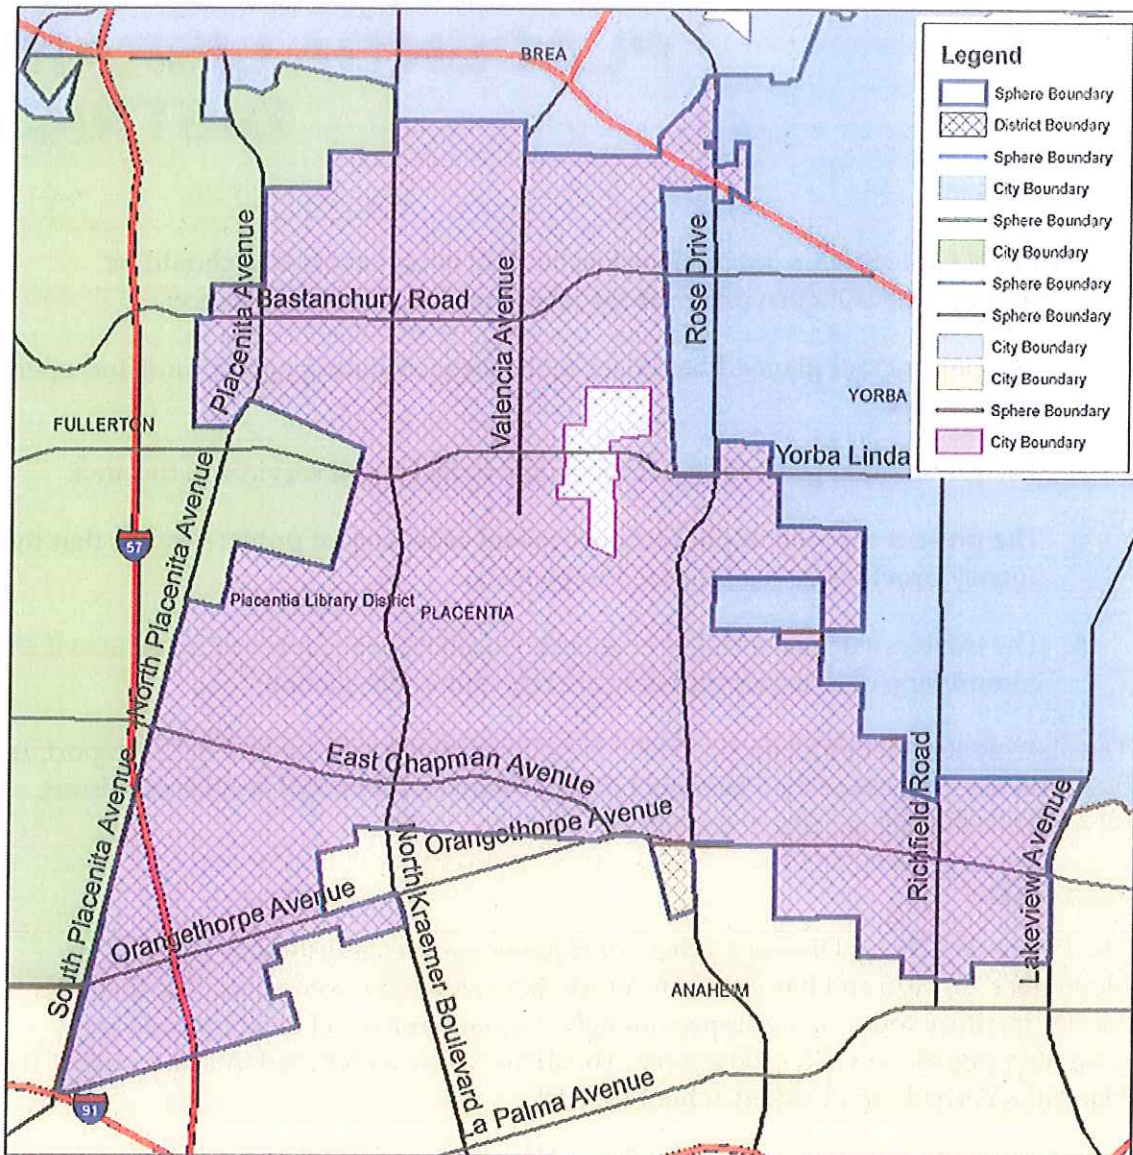 BREA
Legend
Sphere Boundary
District Boundary
Sphere Boundary
City Boundary
Sphere Boundary
City Boundary
Sphere Boundary
Sphere Boundary
City Boundary
City Boundary
Sphere Boundary
City Boundary
Placenita Avenue
Bastanchury Road
Valencia Avenue
Rose Drive
YORBA
FULLERTON
Yorba Linda
57
North Placenita Avenue
Placentia Library District
PLACENTIA
East Chapman Avenue
Orangethorpe Avenue
Richfield Road
Lakeview Avenue
South Placenita Avenue
Orangethorpe Avenue
North Kraemer Boulevard
ANAHEIM
La Palma Avenue
91